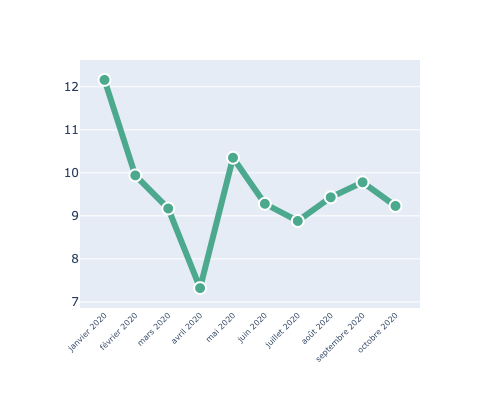 12
11
10
9
8
7
janvier 2020
février 2020
mars 2020
avril 2020
mai 2020
juin 2020
juillet 2020
août 2020
septembre 2020
octobre 2020